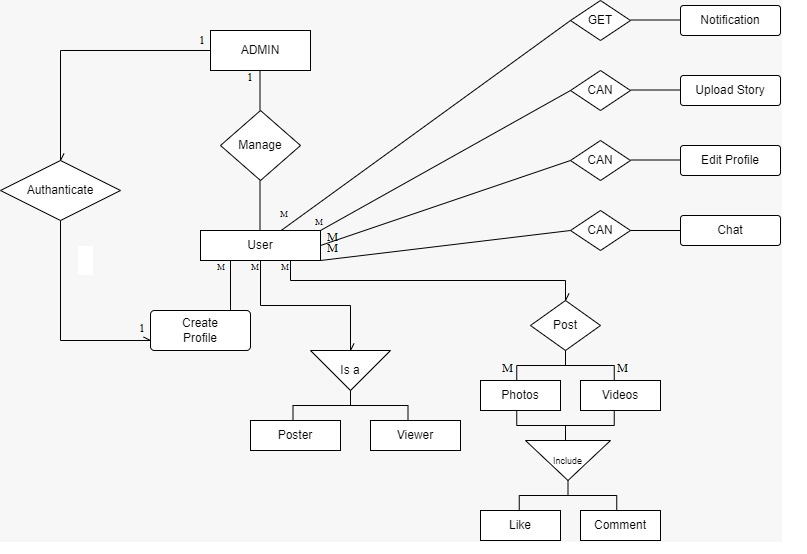 GET
Notification
1
ADMIN
1
CAN
Upload Story
Manage
CAN
Edit Profile
Authanticate
M
M
CAN
Chat
User
M
M
M
M
M
1
Create
Profile
Post
Is a
M
M
Photos
Videos
Poster
Viewer
Include
Like
Comment